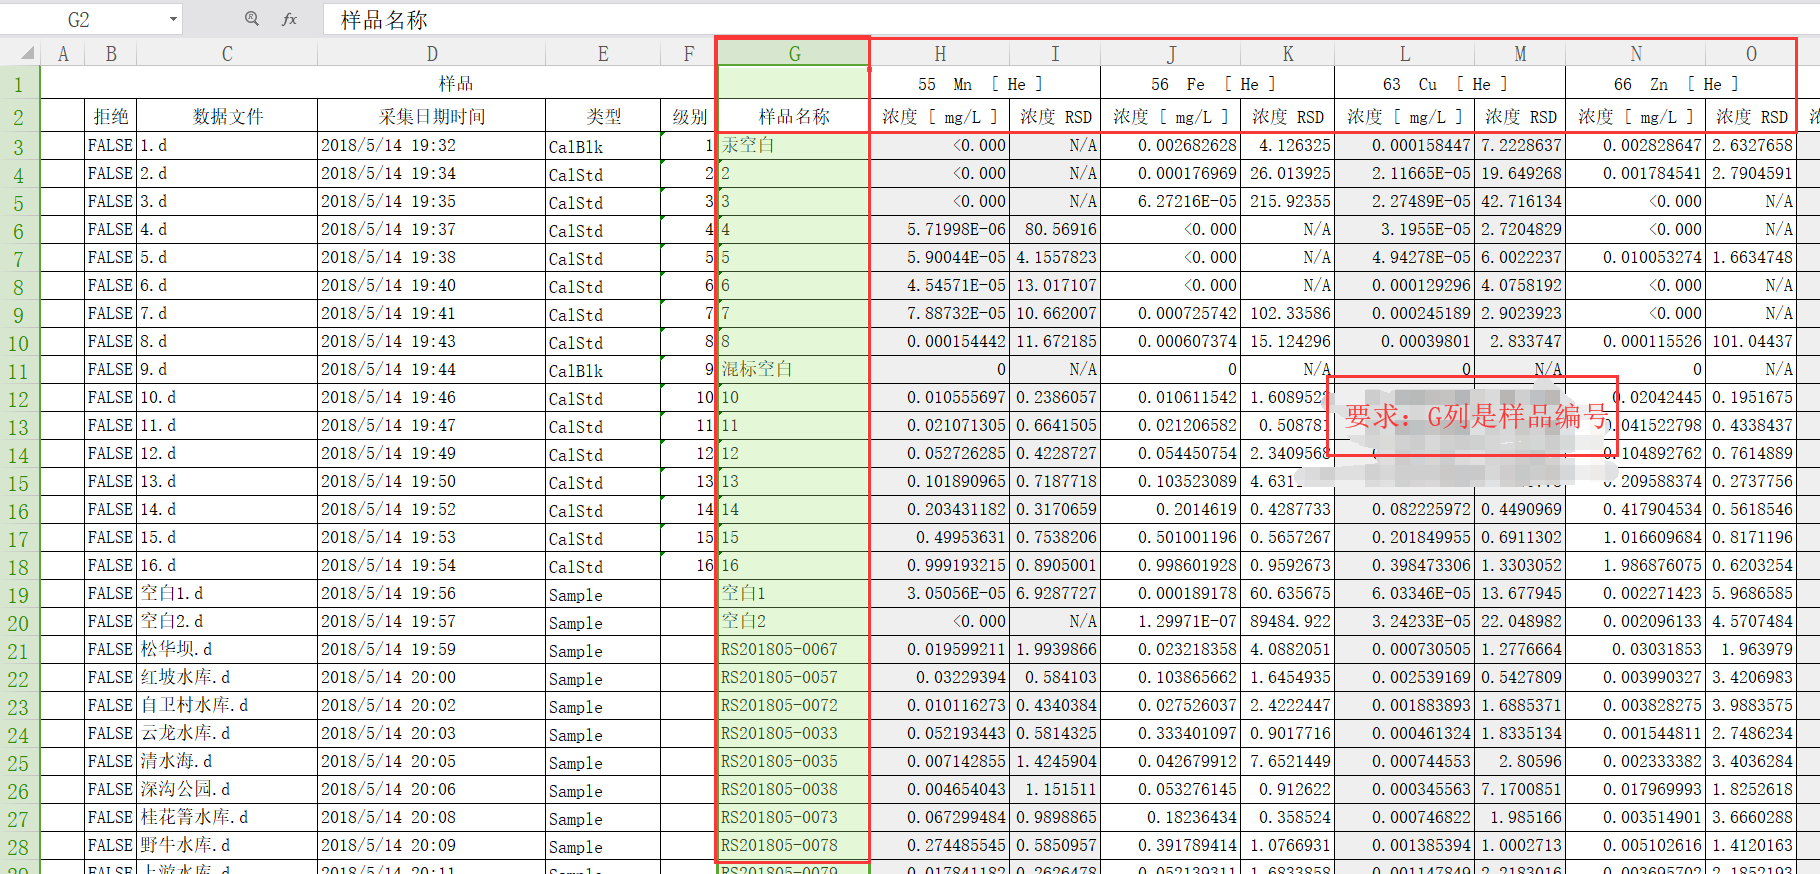 G2 fx 样品名称
A B C D E F G H I J K L M N O
1 样品 55 Mn [ He ] 56 Fe [ He ] 63 Cu [ He ] 66 Zn [ He ]
2 拒绝 数据文件 采集日期时间 类型 级别 样品名称 浓度 [ mg/L ] 浓度 RSD 浓度 [ mg/L ] 浓度 RSD 浓度 [ mg/L ] 浓度 RSD 浓度 [ mg/L ] 浓度 RSD
3 FALSE 1.d 2018/5/14 19:32 CalBlk 1 汞空白 <0.000 N/A 0.002682628 4.126325 0.000158447 7.2228637 0.002828647 2.6327658
4 FALSE 2.d 2018/5/14 19:34 CalStd 2 2 <0.000 N/A 0.000176969 26.013925 2.11665E-05 19.649268 0.001784541 2.7904591
5 FALSE 3.d 2018/5/14 19:35 CalStd 3 3 <0.000 N/A 6.27216E-05 215.92355 2.27489E-05 42.716134 <0.000 N/A
6 FALSE 4.d 2018/5/14 19:37 CalStd 4 4 5.71998E-06 80.56916 <0.000 N/A 3.1955E-05 2.7204829 <0.000 N/A
7 FALSE 5.d 2018/5/14 19:38 CalStd 5 5 5.90044E-05 4.1557823 <0.000 N/A 4.94278E-05 6.0022237 0.010053274 1.6634748
8 FALSE 6.d 2018/5/14 19:40 CalStd 6 6 4.54571E-05 13.017107 <0.000 N/A 0.000129296 4.0758192 <0.000 N/A
9 FALSE 7.d 2018/5/14 19:41 CalStd 7 7 7.88732E-05 10.662007 0.000725742 102.33586 0.000245189 2.9023923 <0.000 N/A
10 FALSE 8.d 2018/5/14 19:43 CalStd 8 8 0.000154442 11.672185 0.000607374 15.124296 0.00039801 2.833747 0.000115526 101.04437
11 FALSE 9.d 2018/5/14 19:44 CalBlk 9 混标空白 0 N/A 0 N/A 0 N/A 0 N/A
12 FALSE 10.d 2018/5/14 19:46 CalStd 10 10 0.010555697 0.2386057 0.010611542 1.608952 0.02042445 0.1951675
要求：G列是样品编号
13 FALSE 11.d 2018/5/14 19:47 CalStd 11 11 0.021071305 0.6641505 0.021206582 0.508781 0.041522798 0.4338437
14 FALSE 12.d 2018/5/14 19:49 CalStd 12 12 0.052726285 0.4228727 0.054450754 2.3409568 0.104892762 0.7614889
15 FALSE 13.d 2018/5/14 19:50 CalStd 13 13 0.101890965 0.7187718 0.103523089 4.631 0.209588374 0.2737756
16 FALSE 14.d 2018/5/14 19:52 CalStd 14 14 0.203431182 0.3170659 0.2014619 0.4287733 0.082225972 0.4490969 0.417904534 0.5618546
17 FALSE 15.d 2018/5/14 19:53 CalStd 15 15 0.49953631 0.7538206 0.501001196 0.5657267 0.201849955 0.6911302 1.016609684 0.8171196
18 FALSE 16.d 2018/5/14 19:54 CalStd 16 16 0.999193215 0.8905001 0.998601928 0.9592673 0.398473306 1.3303052 1.986876075 0.6203254
19 FALSE 空白1.d 2018/5/14 19:56 Sample 空白1 3.05056E-05 6.9287727 0.000189178 60.635675 6.03346E-05 13.677945 0.002271423 5.9686585
20 FALSE 空白2.d 2018/5/14 19:57 Sample 空白2 <0.000 N/A 1.29971E-07 89484.922 3.24233E-05 22.048982 0.002096133 4.5707484
21 FALSE 松华坝.d 2018/5/14 19:59 Sample RS201805-0067 0.019599211 1.9939866 0.023218358 4.0882051 0.000730505 1.2776664 0.03031853 1.963979
22 FALSE 红坡水库.d 2018/5/14 20:00 Sample RS201805-0057 0.03229394 0.584103 0.103865662 1.6454935 0.002539169 0.5427809 0.003990327 3.4206983
23 FALSE 自卫村水库.d 2018/5/14 20:02 Sample RS201805-0072 0.010116273 0.4340384 0.027526037 2.4222447 0.001883893 1.6885371 0.003828275 3.9883575
24 FALSE 云龙水库.d 2018/5/14 20:03 Sample RS201805-0033 0.052193443 0.5814325 0.333401097 0.9017716 0.000461324 1.8335134 0.001544811 2.7486234
25 FALSE 清水海.d 2018/5/14 20:05 Sample RS201805-0035 0.007142855 1.4245904 0.042679912 7.6521449 0.000744553 2.80596 0.002333382 3.4036284
26 FALSE 深沟公园.d 2018/5/14 20:06 Sample RS201805-0038 0.004654043 1.151511 0.053276145 0.912622 0.000345563 7.1700851 0.017969993 1.8252618
27 FALSE 桂花箐水库.d 2018/5/14 20:08 Sample RS201805-0073 0.067299484 0.9898865 0.18236434 0.358524 0.000746822 1.985166 0.003514901 3.6660288
28 FALSE 野牛水库.d 2018/5/14 20:09 Sample RS201805-0078 0.274485545 0.5850957 0.391789414 1.0766931 0.001385394 1.0002713 0.005102616 1.4120163